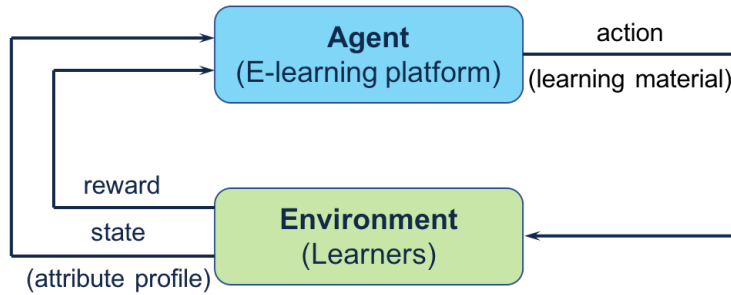 Agent
(E-learning platform)
action
(learning material)
reward
state
(attribute profile)
Environment
(Learners)